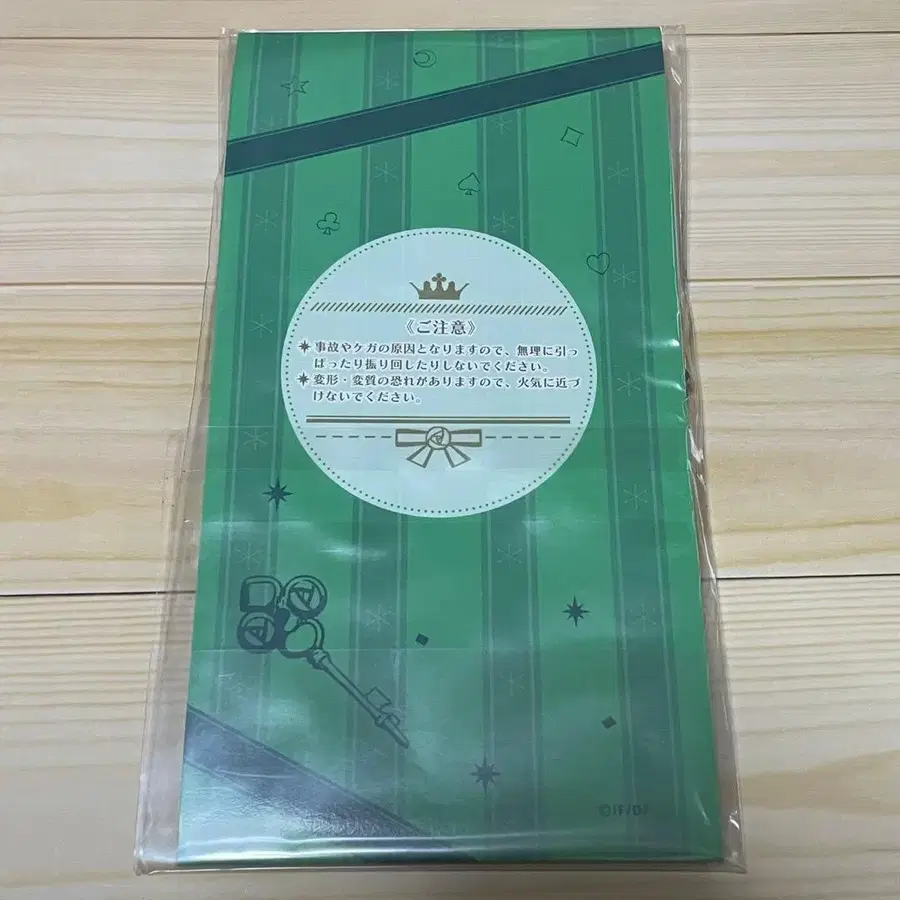 《ご注意》
事故やケガの原因となりますので、無理に引っ
ぱったり振り回したりしないでください。
変形・変質の恐れがありますので、火気に近づ
けないでください。
©IF/DF